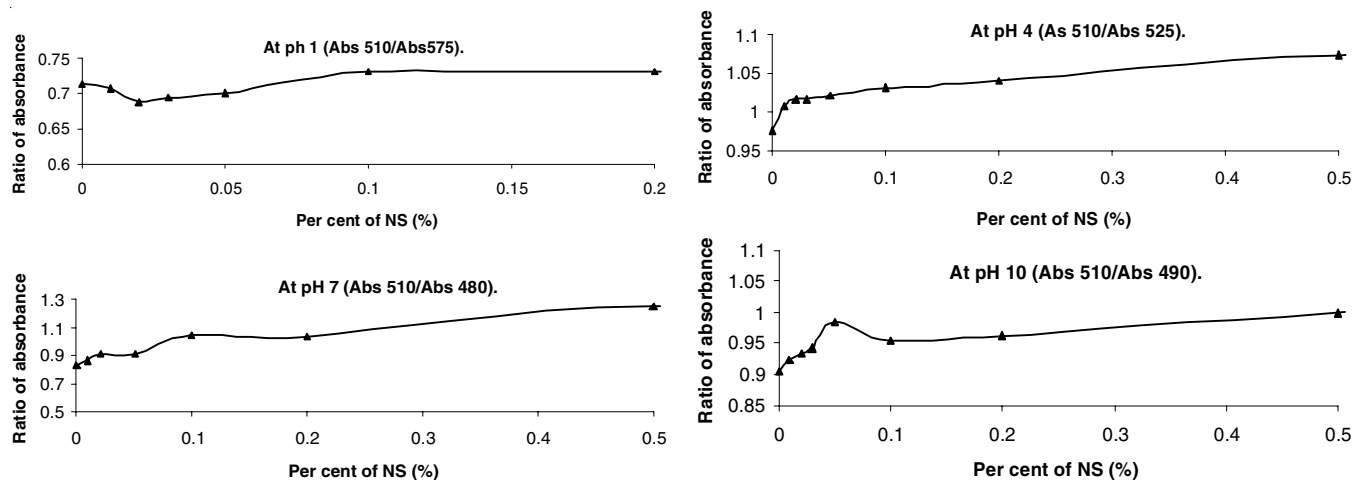 At ph 1 (Abs 510/Abs575).
Ratio of absorbance
0.75
0.7
0.65
0.6
0 0.05 0.1 0.15 0.2
Per cent of NS (%)
At pH 4 (As 510/Abs 525).
Ratio of absorbance
1.1
1.05
1
0.95
0 0.1 0.2 0.3 0.4 0.5
Per cent of NS (%)
At pH 7 (Abs 510/Abs 480).
Ratio of absorbance
1.3
1.1
0.9
0.7
0.5
0 0.1 0.2 0.3 0.4 0.5
Per cent of NS (%)
At pH 10 (Abs 510/Abs 490).
Ratio of absorbance
1.1
1.05
1
0.95
0.9
0.85
0 0.1 0.2 0.3 0.4 0.5
Per cent of NS (%)